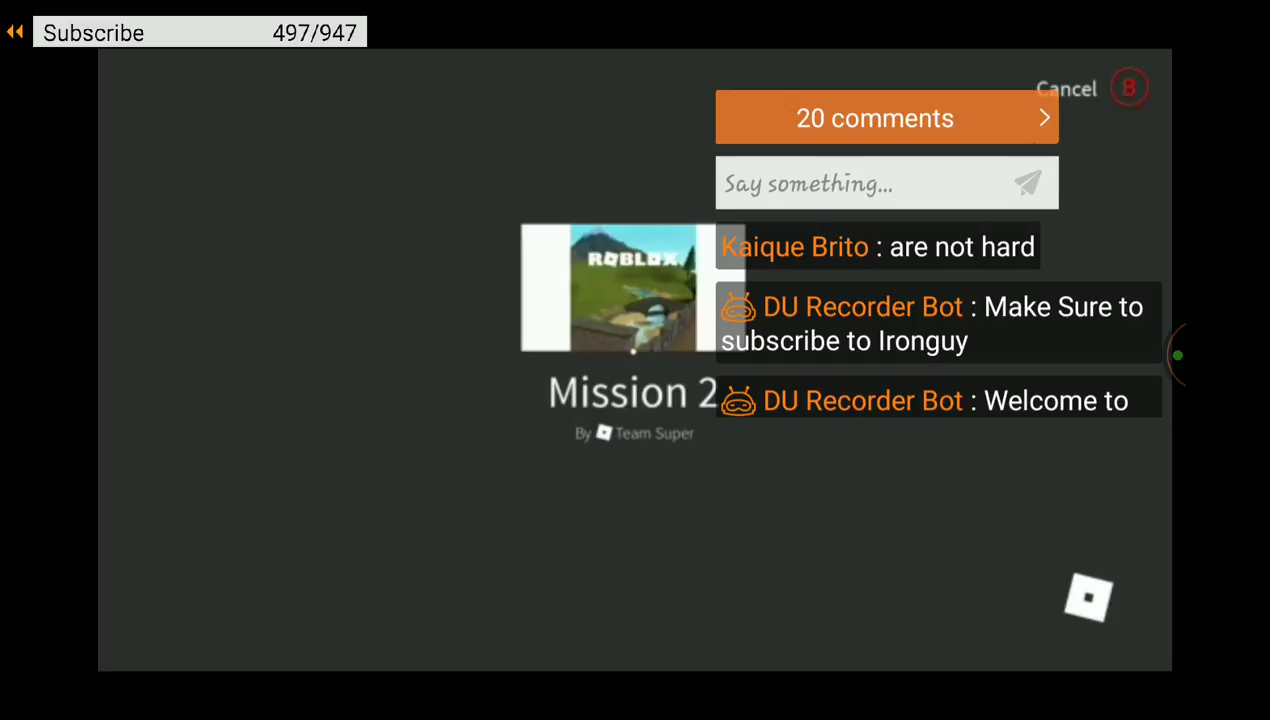 Subscribe 497/947
Cancel B
20 comments
Say something...
ROBLOX
Kaique Brito : are not hard
DU Recorder Bot : Make Sure to
subscribe to Ironguy
Mission 2
DU Recorder Bot : Welcome to
By Team Super